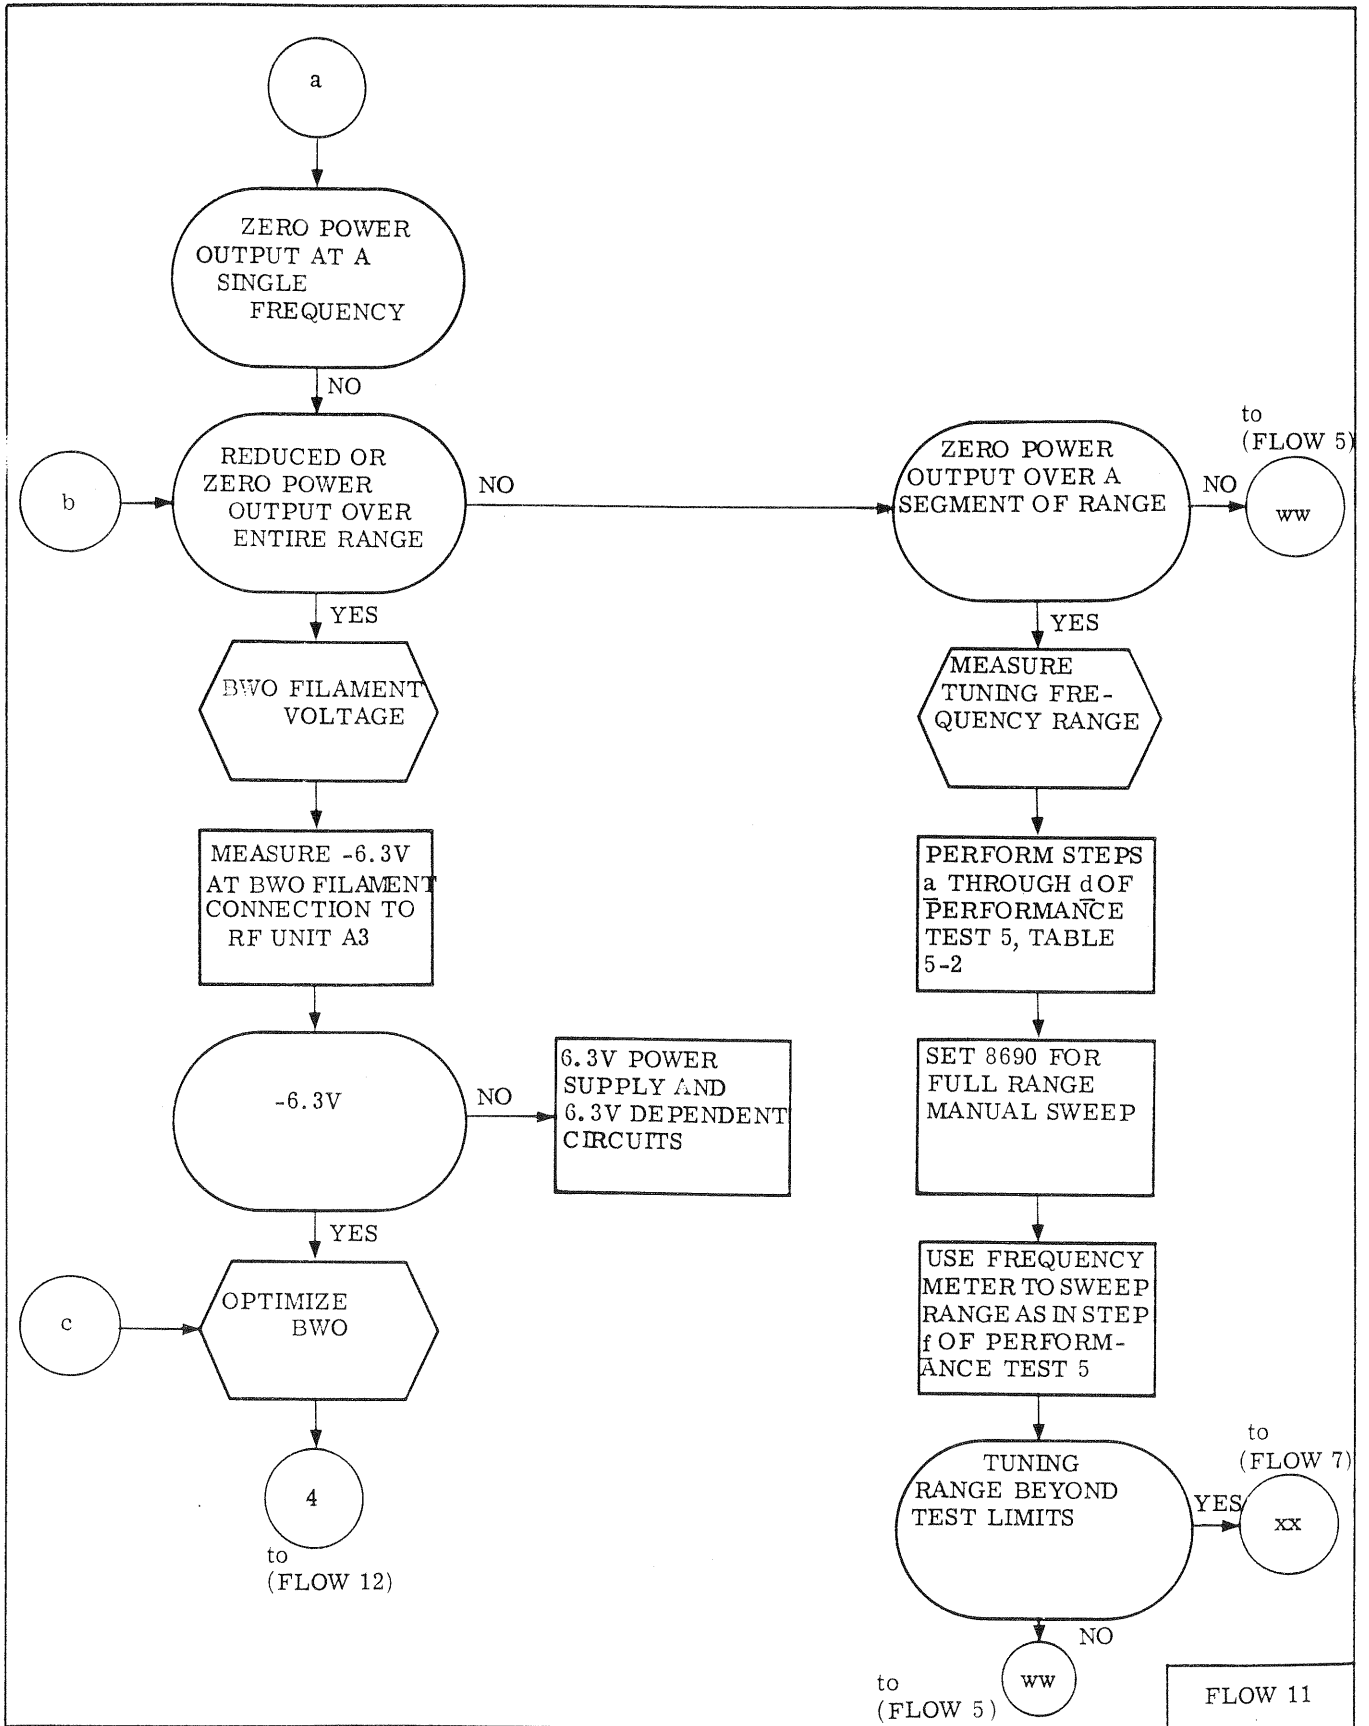 a
ZERO POWER
OUTPUT AT A
SINGLE
FREQUENCY
NO
b
REDUCED OR
ZERO POWER
OUTPUT OVER
ENTIRE RANGE
NO
ZERO POWER
OUTPUT OVER A
SEGMENT OF RANGE
NO
to
(FLOW 5)
ww
YES
BWO FILAMENT
VOLTAGE
MEASURE -6.3V
AT BWO FILAMENT
CONNECTION TO
RF UNIT A3
-6.3V
NO
6.3V POWER
SUPPLY AND
6.3V DEPENDENT
CIRCUITS
YES
c
OPTIMIZE
BWO
4
to
(FLOW 12)
YES
MEASURE
TUNING FRE-
QUENCY RANGE
PERFORM STEPS
a THROUGH d OF
PERFORMANCE
TEST 5, TABLE
5-2
SET 8690 FOR
FULL RANGE
MANUAL SWEEP
USE FREQUENCY
METER TO SWEEP
RANGE AS IN STEP
f OF PERFORM-
ANCE TEST 5
TUNING
RANGE BEYOND
TEST LIMITS
YES
to
(FLOW 7)
xx
NO
ww
to
(FLOW 5)
FLOW 11